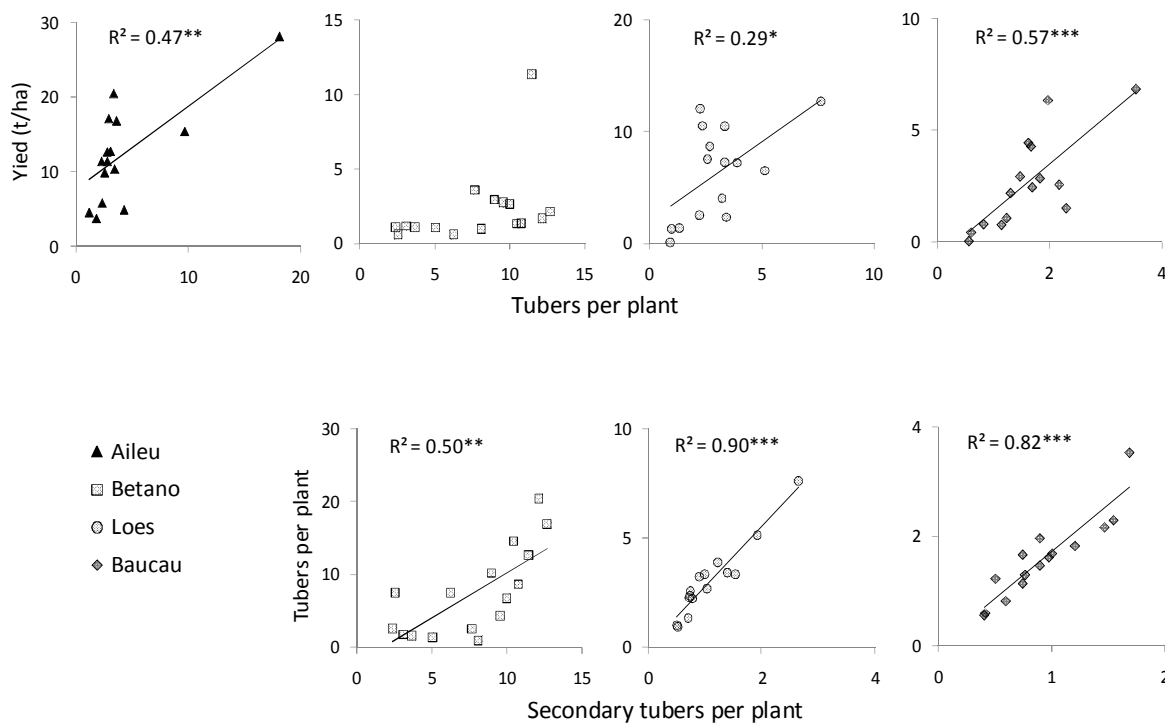 R² = 0.47**
R² = 0.29*
R² = 0.57***
Yied (t/ha)
30
20
10
0
0 10 20
15
10
5
0
0 5 10 15
20
10
0
0 5 10
10
5
0
0 2 4
Tubers per plant
Aileu
Betano
Loes
Baucau
R² = 0.50**
R² = 0.90***
R² = 0.82***
Tubers per plant
30
20
10
0
0 5 10 15
10
5
0
0 2 4
4
2
0
0 1 2
Secondary tubers per plant